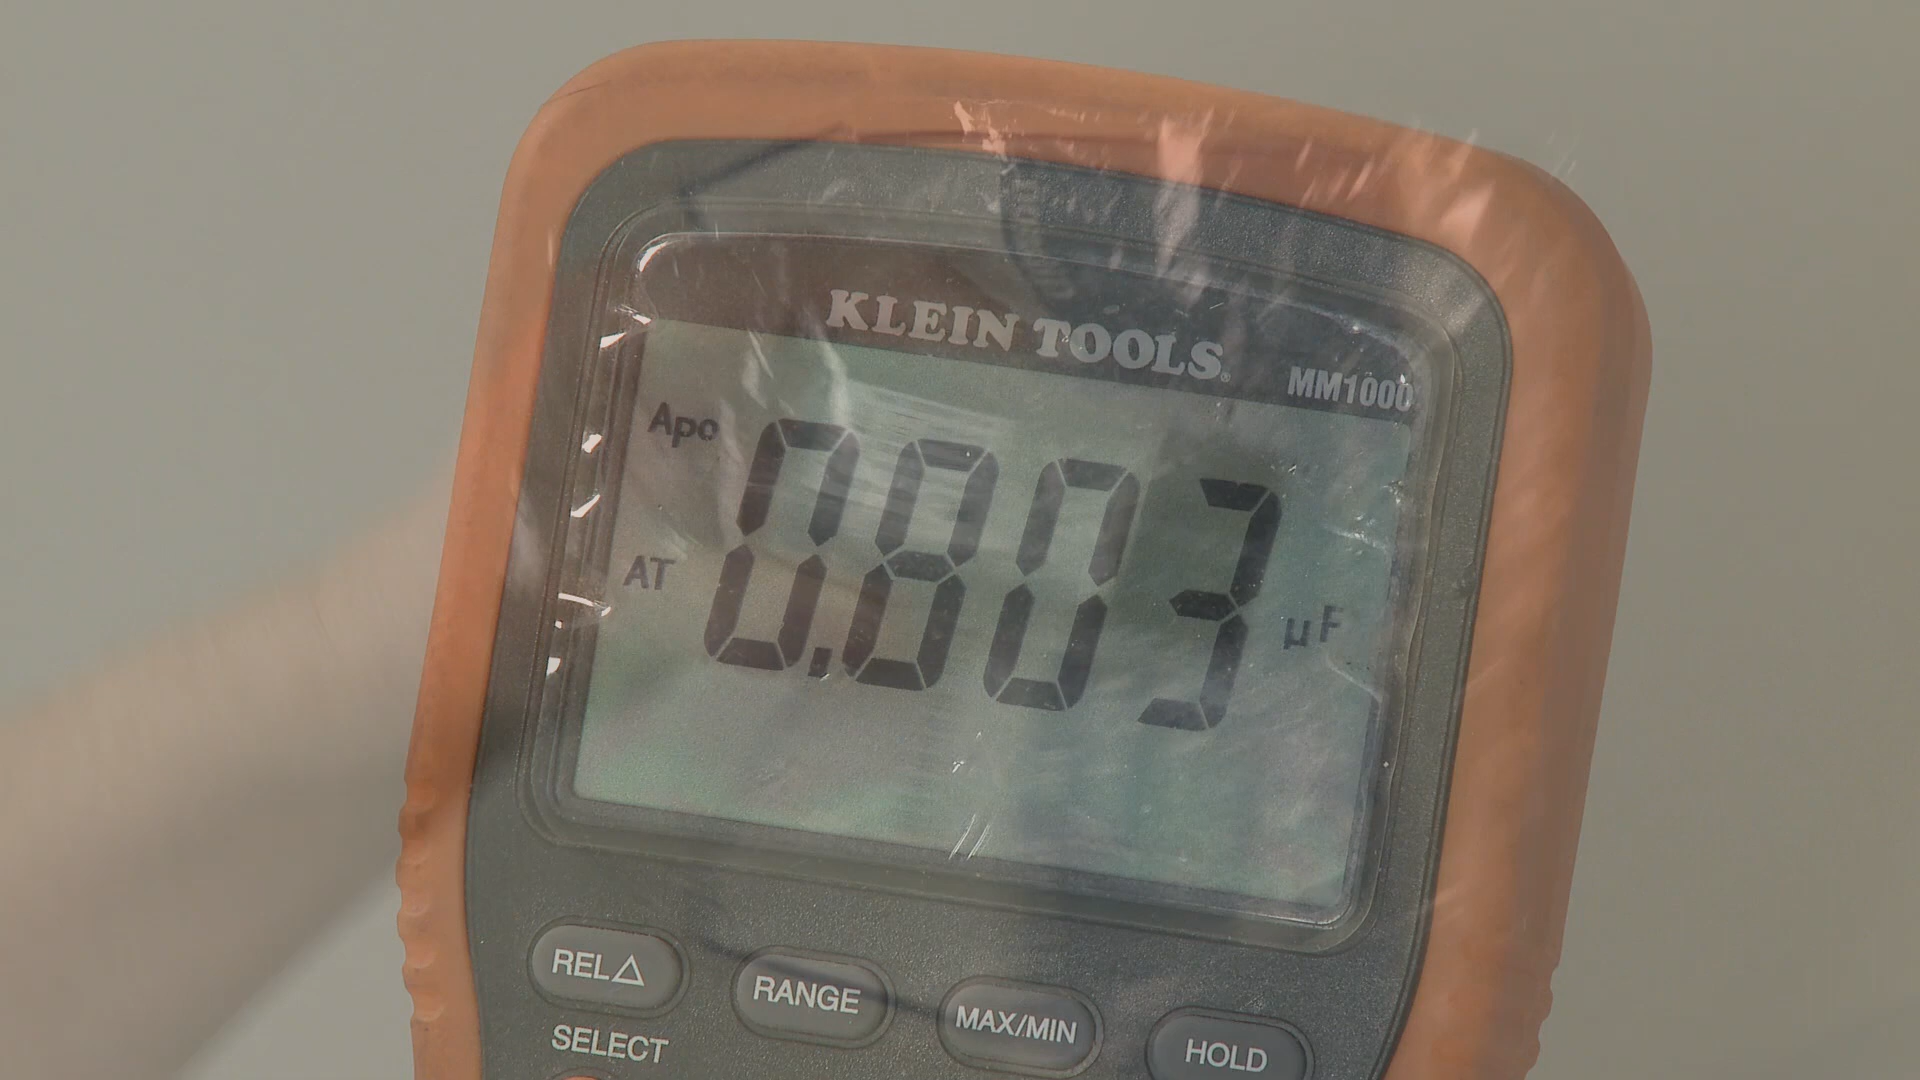 KLEIN TOOLS®
MM1000
Apo
0.803
AT
µF
REL△
RANGE
MAX/MIN
HOLD
SELECT